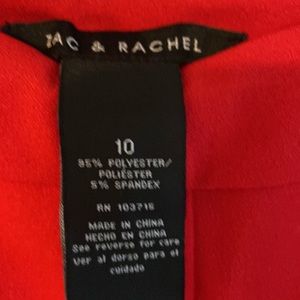 ZAC & RACHEL
10
95% POLYESTER/
POLIÉSTER
5% SPANDEX
RN 103715
MADE IN CHINA
HECHO EN CHINA
See reverse for care
Ver al dorso para el
cuidado